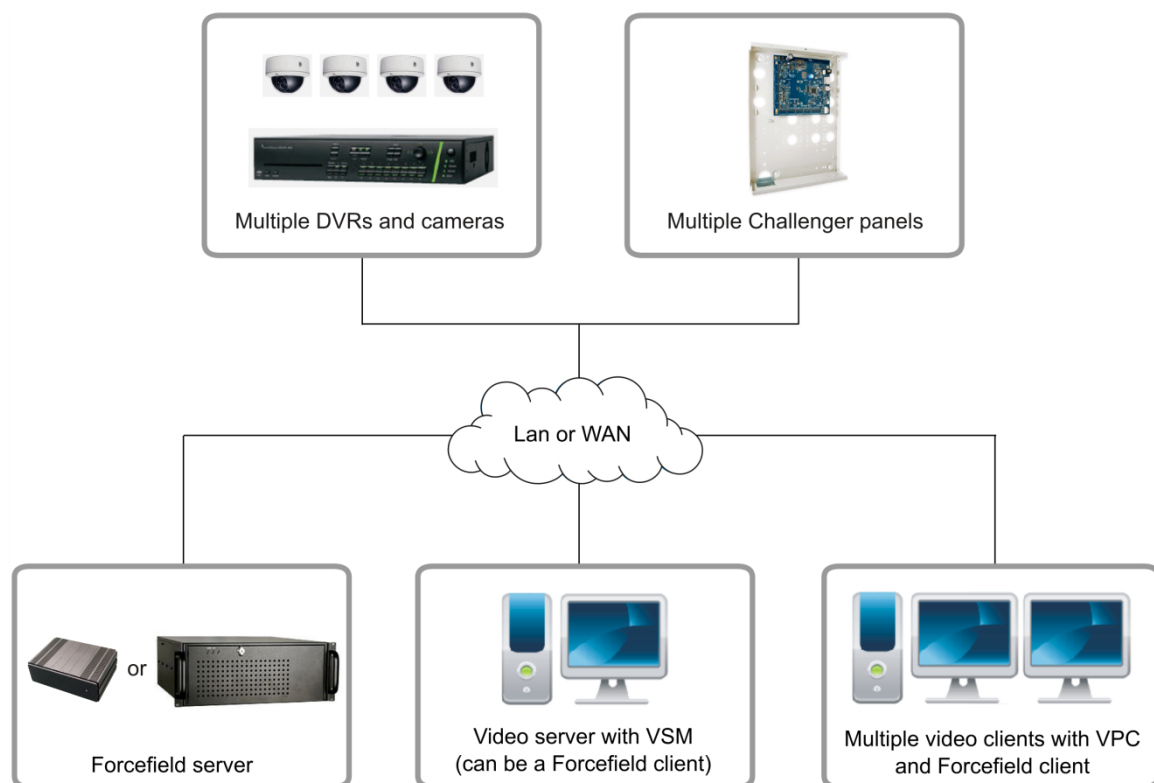 Multiple DVRs and cameras
Multiple Challenger panels
Lan or WAN
or
Forcefield server
Video server with VSM
(can be a Forcefield client)
Multiple video clients with VPC
and Forcefield client